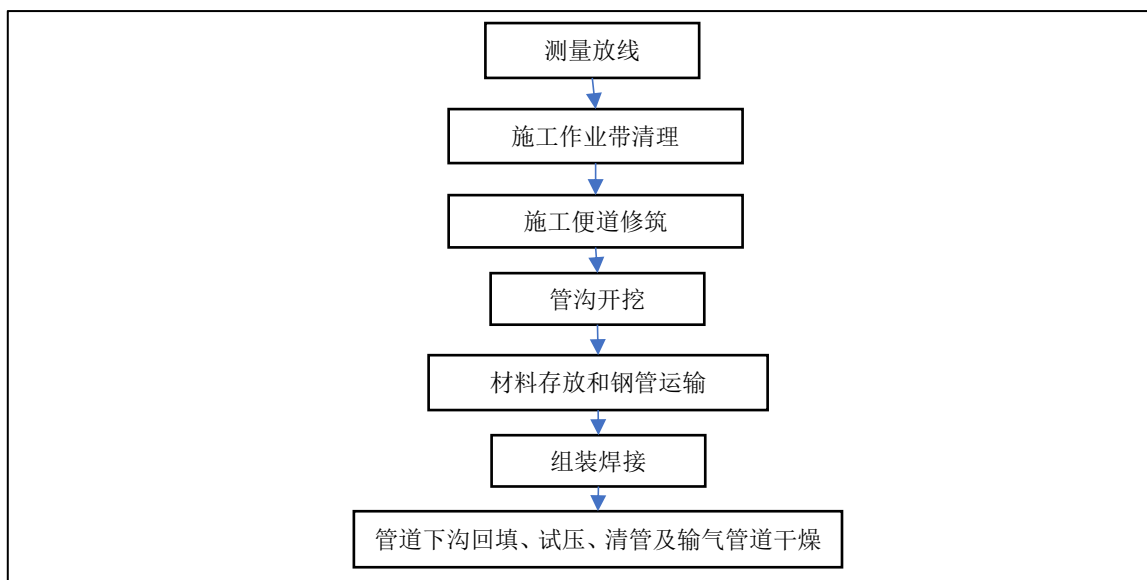 测量放线
施工作业带清理
施工便道修筑
管沟开挖
材料存放和钢管运输
组装焊接
管道下沟回填、试压、清管及输气管道干燥